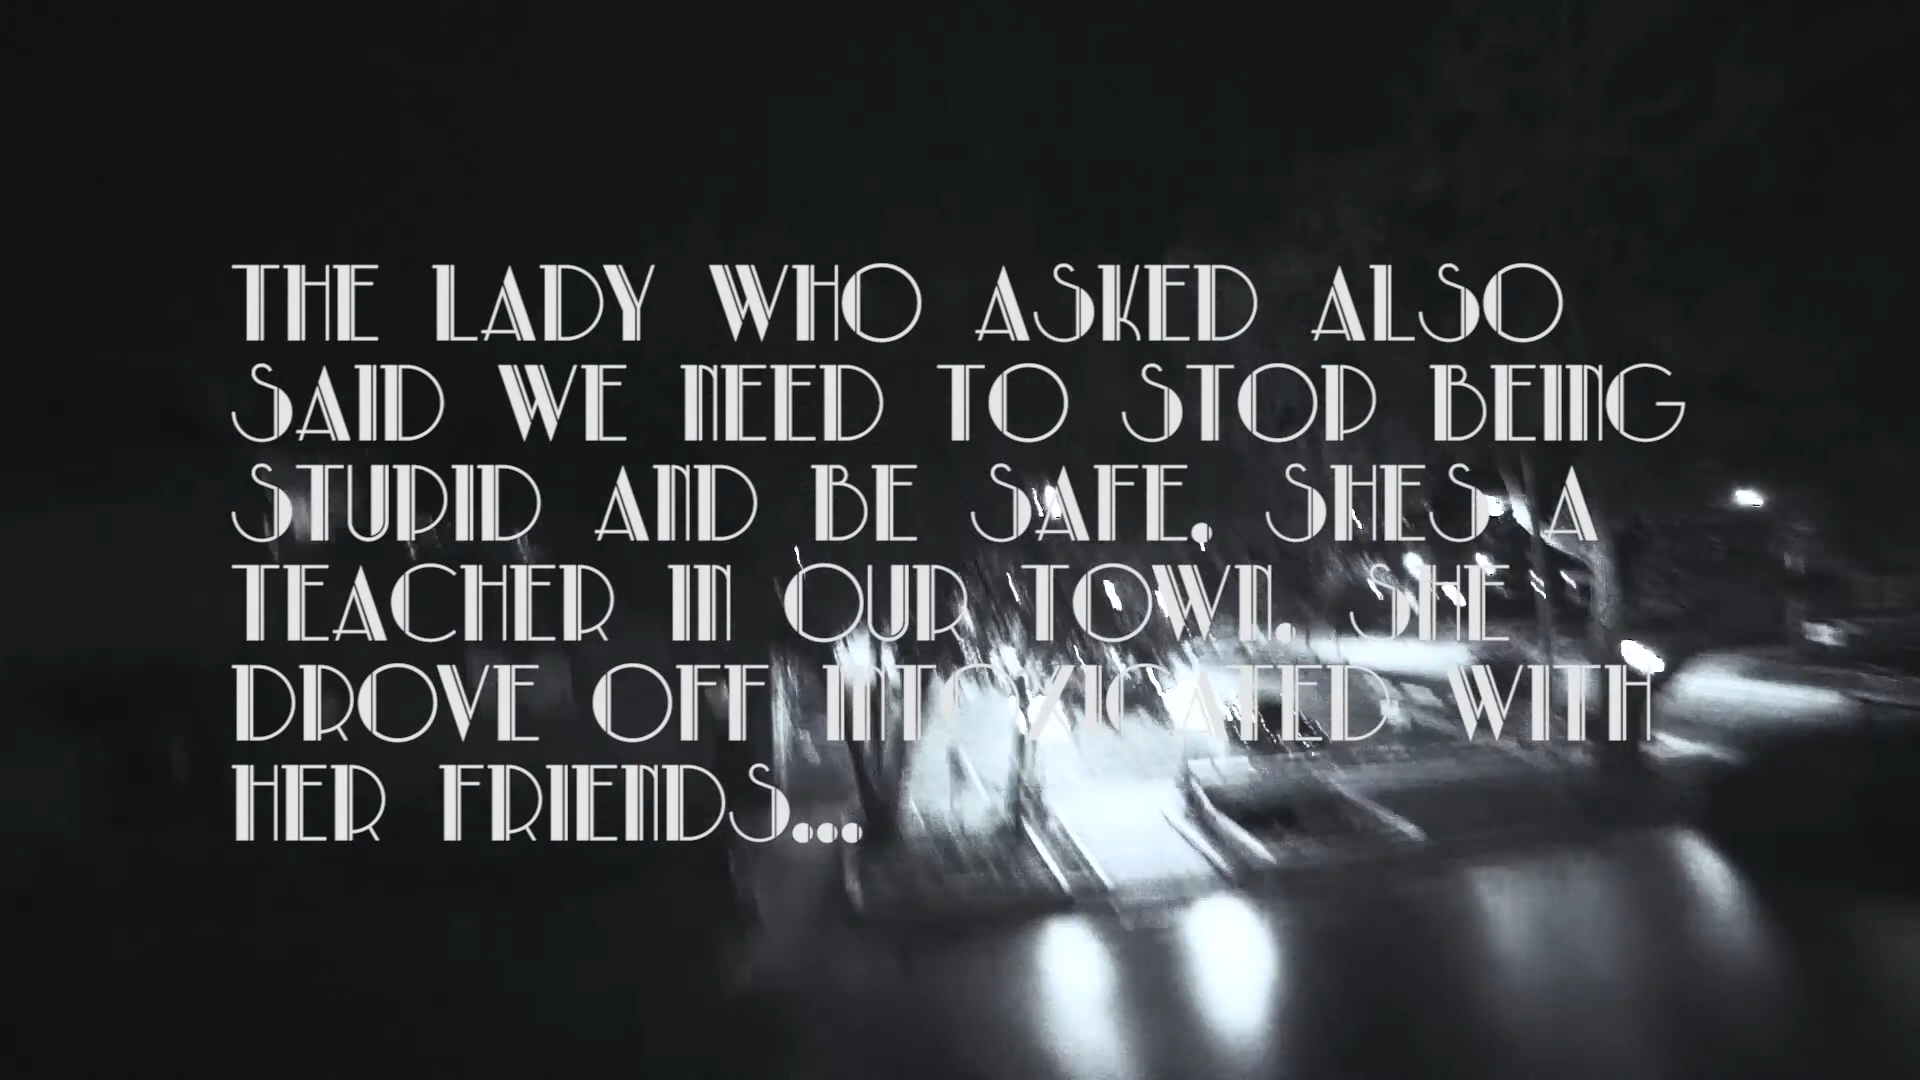 THE LADY WHO ASKED ALSO
SAID WE NEED TO STOP BEING
STUPID AND BE SAFE. SHES A
TEACHER IN OUR TOWN. SHE
DROVE OFF INTOXICATED WITH
HER FRIENDS...